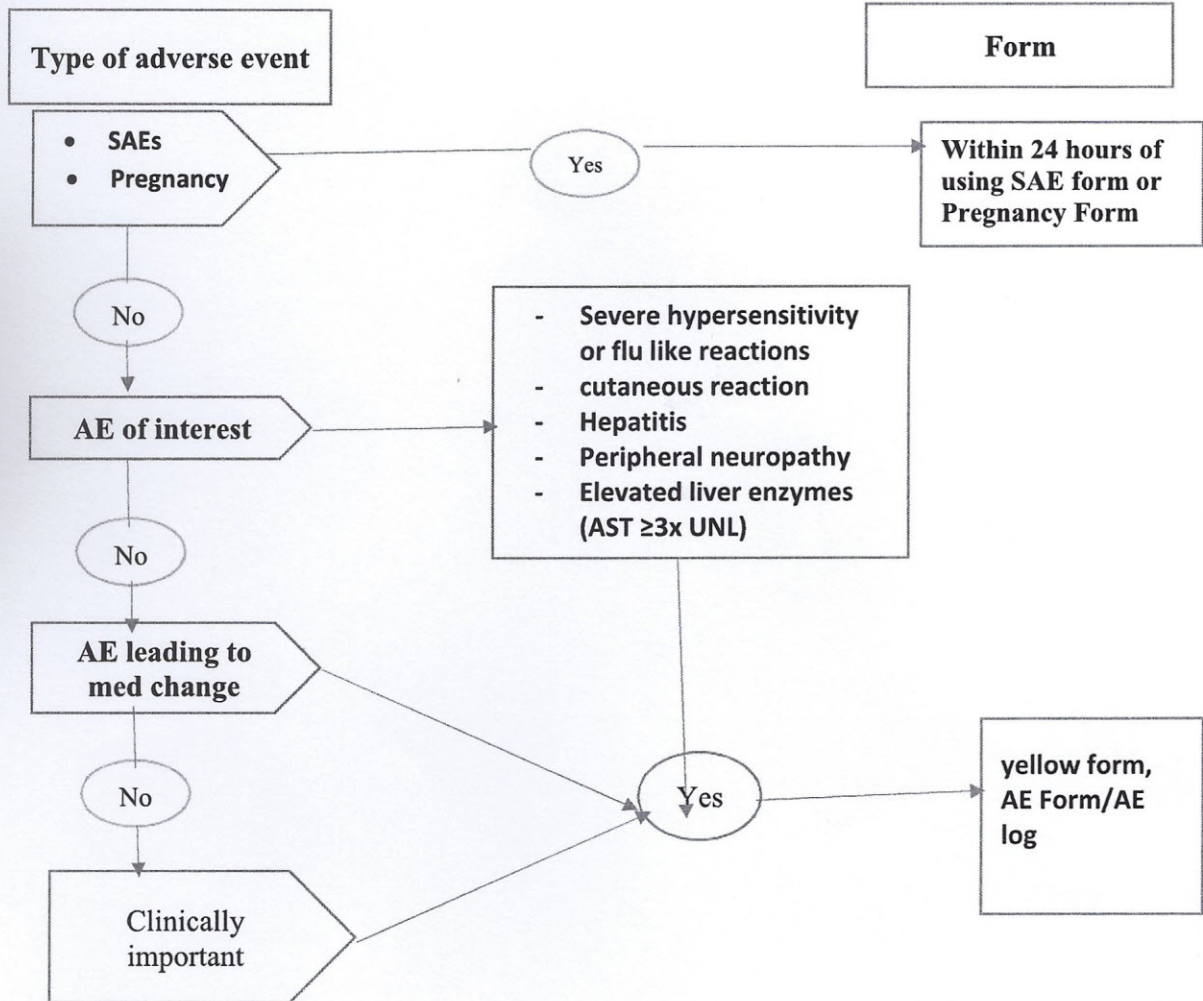 Type of adverse event
Form
• SAEs
• Pregnancy
Yes
Within 24 hours of
using SAE form or
Pregnancy Form
No
AE of interest
- Severe hypersensitivity
or flu like reactions
- cutaneous reaction
- Hepatitis
- Peripheral neuropathy
- Elevated liver enzymes
(AST ≥3x UNL)
No
AE leading to
med change
No
Yes
yellow form,
AE Form/AE
log
Clinically
important